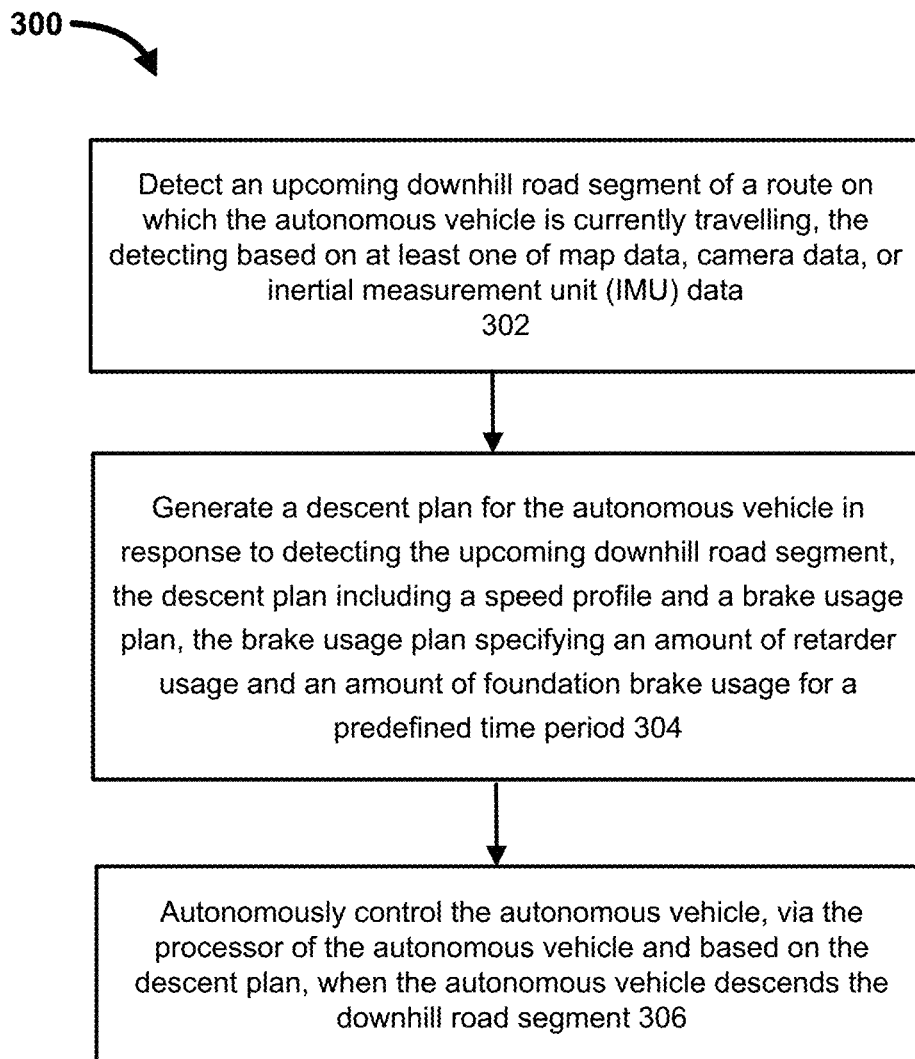 300
Detect an upcoming downhill road segment of a route on
which the autonomous vehicle is currently travelling, the
detecting based on at least one of map data, camera data, or
inertial measurement unit (IMU) data
302
Generate a descent plan for the autonomous vehicle in
response to detecting the upcoming downhill road segment,
the descent plan including a speed profile and a brake usage
plan, the brake usage plan specifying an amount of retarder
usage and an amount of foundation brake usage for a
predefined time period 304
Autonomously control the autonomous vehicle, via the
processor of the autonomous vehicle and based on the
descent plan, when the autonomous vehicle descends the
downhill road segment 306